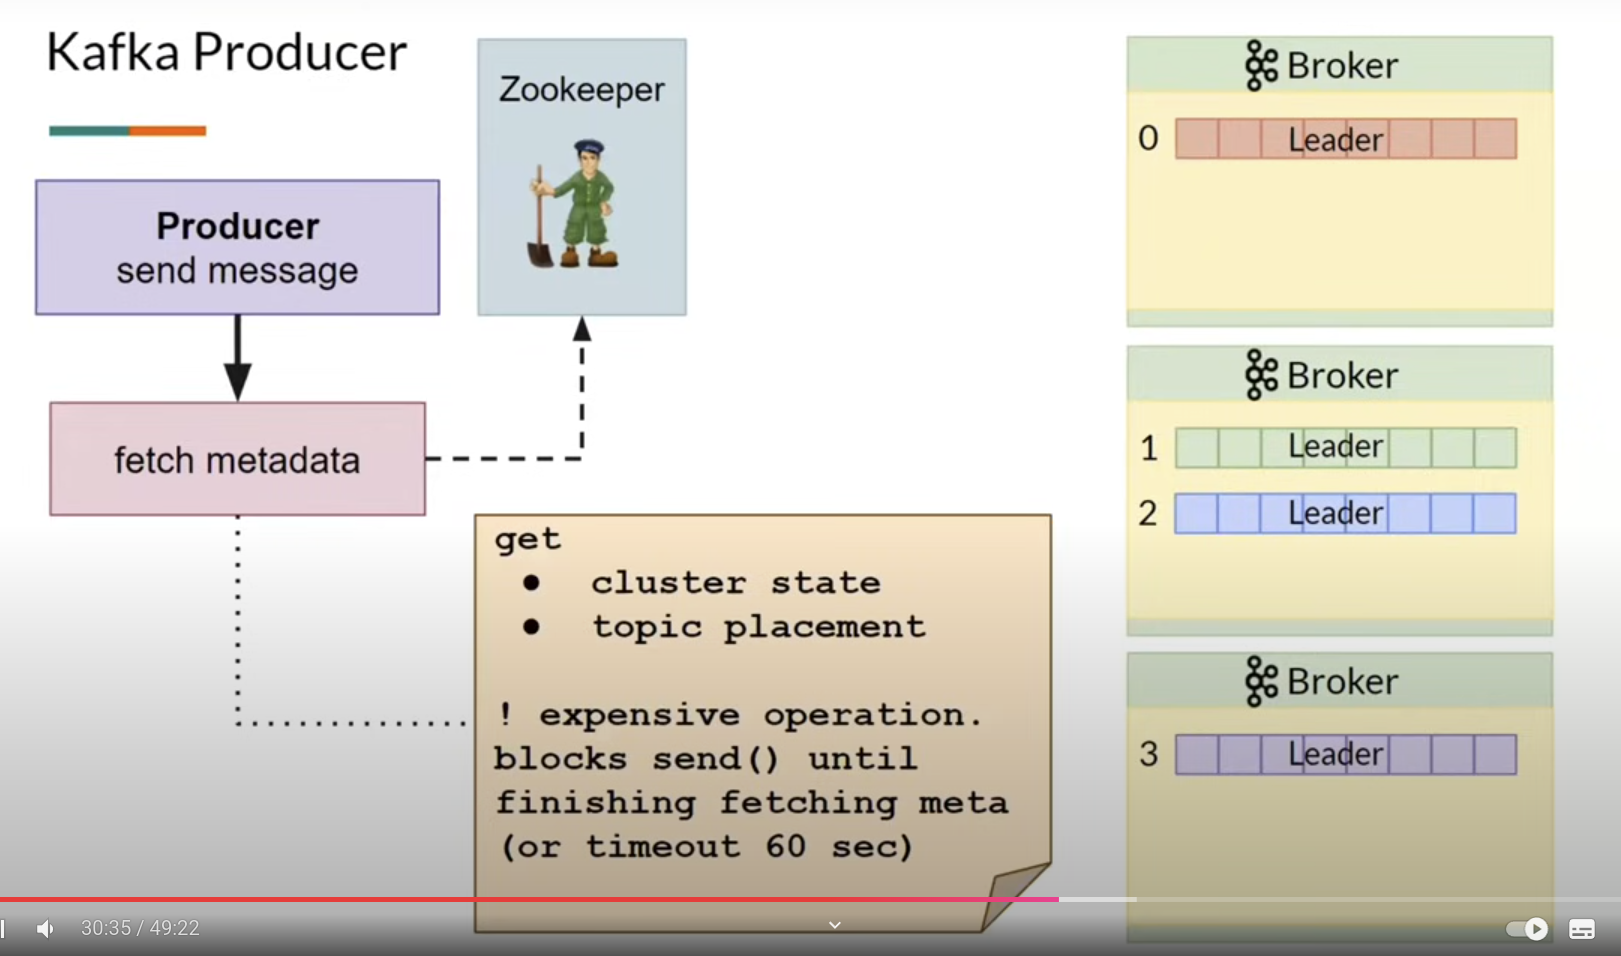 Kafka Producer
Zookeeper
Producer
send message
fetch metadata
get
● cluster state
● topic placement
! expensive operation.
blocks send() until
finishing fetching meta
(or timeout 60 sec)
Broker
0 Leader
Broker
1 Leader
2 Leader
Broker
3 Leader
30:35 / 49:22